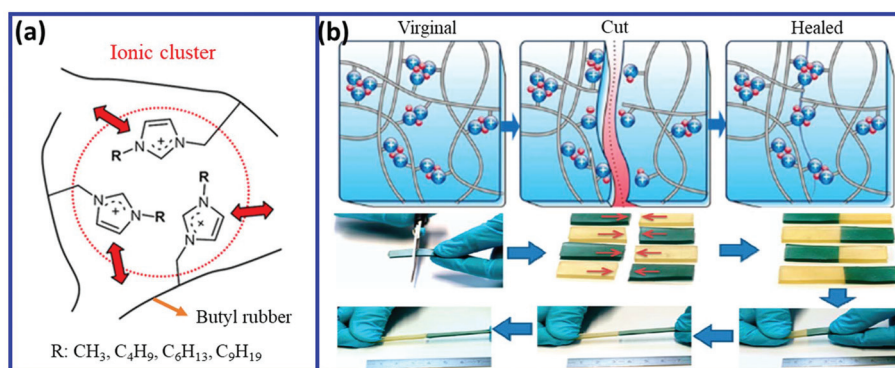 (a)
Ionic cluster
R
N
N
+
R
N
N
+
R
N
N
+
Butyl rubber
R: CH₃, C₄H₉, C₆H₁₃, C₉H₁₉
(b)
Virginal
Cut
Healed